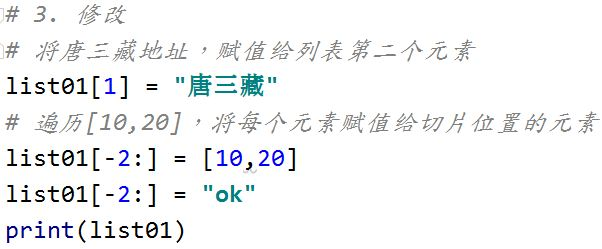 # 3. 修改
# 将唐三藏地址，赋值给列表第二个元素
list01[1] = "唐三藏"
# 遍历[10,20]，将每个元素赋值给切片位置的元素
list01[-2:] = [10,20]
list01[-2:] = "ok"
print(list01)